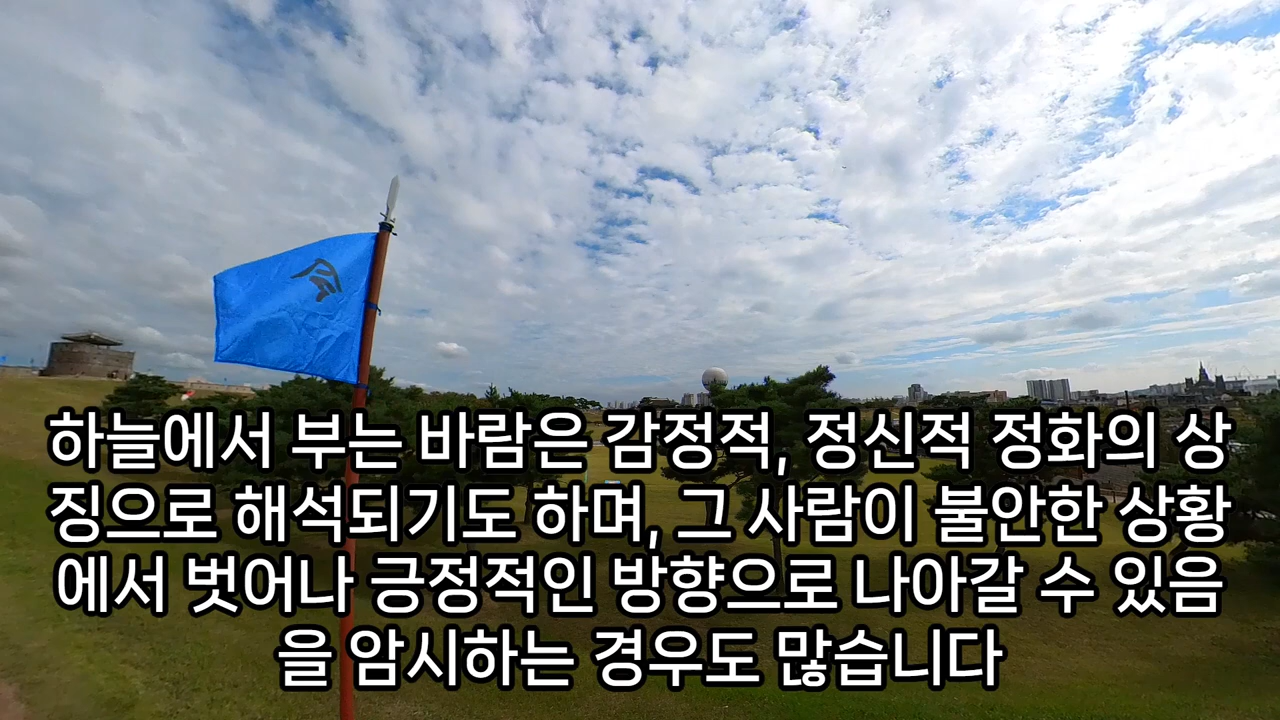 하늘에서 부는 바람은 감정적, 정신적 정화의 상
징으로 해석되기도 하며, 그 사람이 불안한 상황
에서 벗어나 긍정적인 방향으로 나아갈 수 있음
을 암시하는 경우도 많습니다